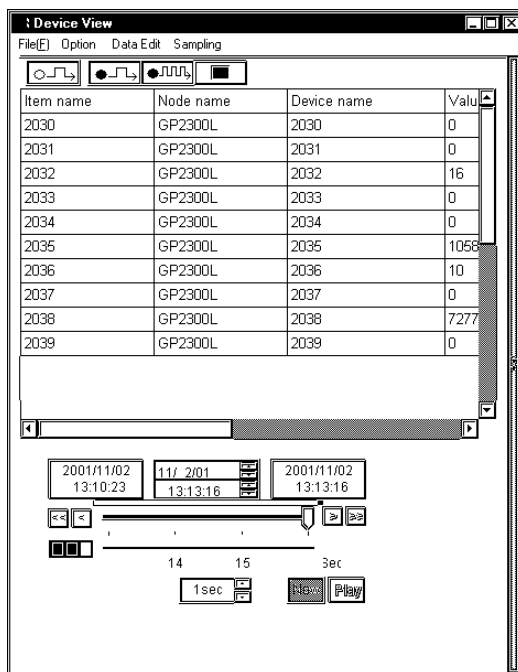 Device View
File(F) Option Data Edit Sampling
Item name Node name Device name Valu
2030 GP2300L 2030 0
2031 GP2300L 2031 0
2032 GP2300L 2032 16
2033 GP2300L 2033 0
2034 GP2300L 2034 0
2035 GP2300L 2035 1058
2036 GP2300L 2036 10
2037 GP2300L 2037 0
2038 GP2300L 2038 7277
2039 GP2300L 2039 0
2001/11/02 11/ 2/01 2001/11/02
13:10:23 13:13:16 13:13:16
<< < > >>
14 15 Sec
1sec Now Play